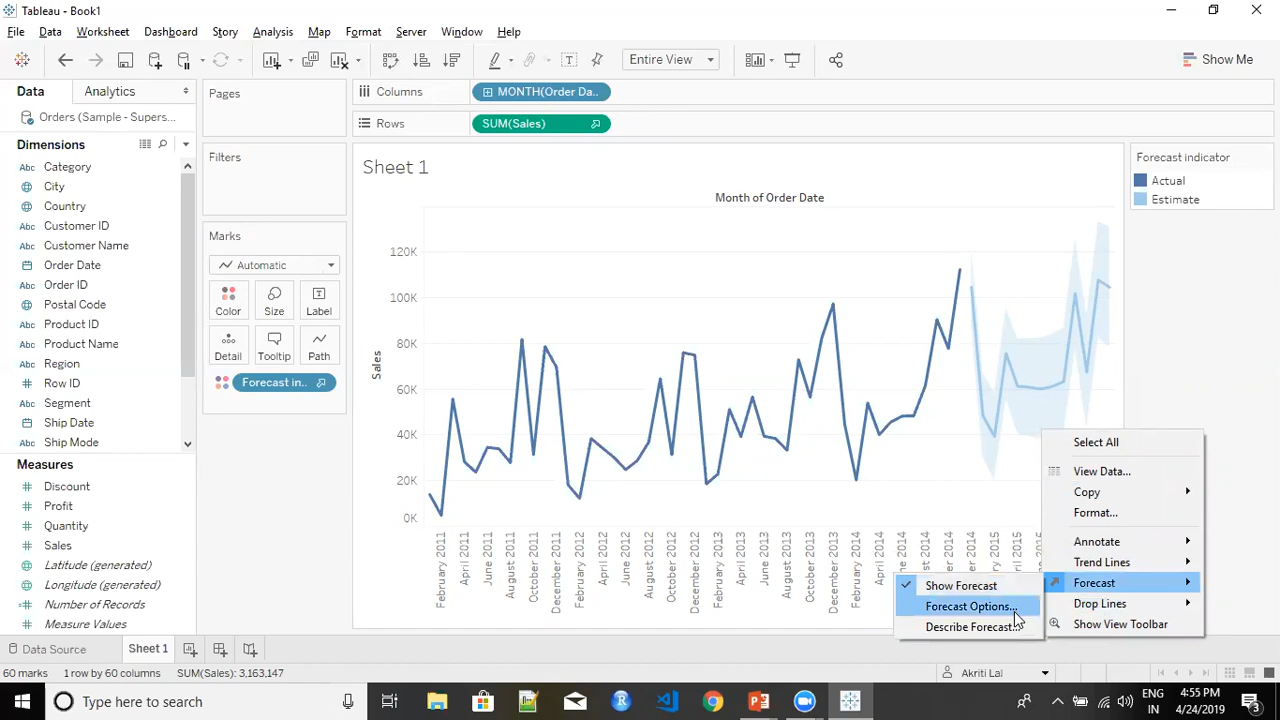 Tableau - Book1
File Data Worksheet Dashboard Story Analysis Map Format Server Window Help
Entire View
Show Me
Data Analytics
Orders (Sample - Supers...
Dimensions
Category
City
Country
Customer ID
Customer Name
Order Date
Order ID
Postal Code
Product ID
Product Name
Region
Row ID
Segment
Ship Date
Ship Mode
Measures
Discount
Profit
Quantity
Sales
Latitude (generated)
Longitude (generated)
Number of Records
Measure Values
Pages
Filters
Marks
Automatic
Color Size Label
Detail Tooltip Path
Forecast in..
Columns MONTH(Order Da..
Rows SUM(Sales)
Sheet 1
Month of Order Date
Sales
120K
100K
80K
60K
40K
20K
0K
February 2011
April 2011
June 2011
August 2011
October 2011
December 2011
February 2012
April 2012
June 2012
August 2012
October 2012
December 2012
February 2013
April 2013
June 2013
August 2013
October 2013
December 2013
February 2014
Forecast indicator
Actual
Estimate
Select All
View Data...
Copy
Format...
Annotate
Trend Lines
Forecast
Drop Lines
Show View Toolbar
Show Forecast
Forecast Options...
Describe Forecast...
Data Source Sheet 1
60 marks 1 row by 60 columns SUM(Sales): 3,163,147
Akriti Lal
Type here to search
ENG
IN
4:55 PM
4/24/2019
3